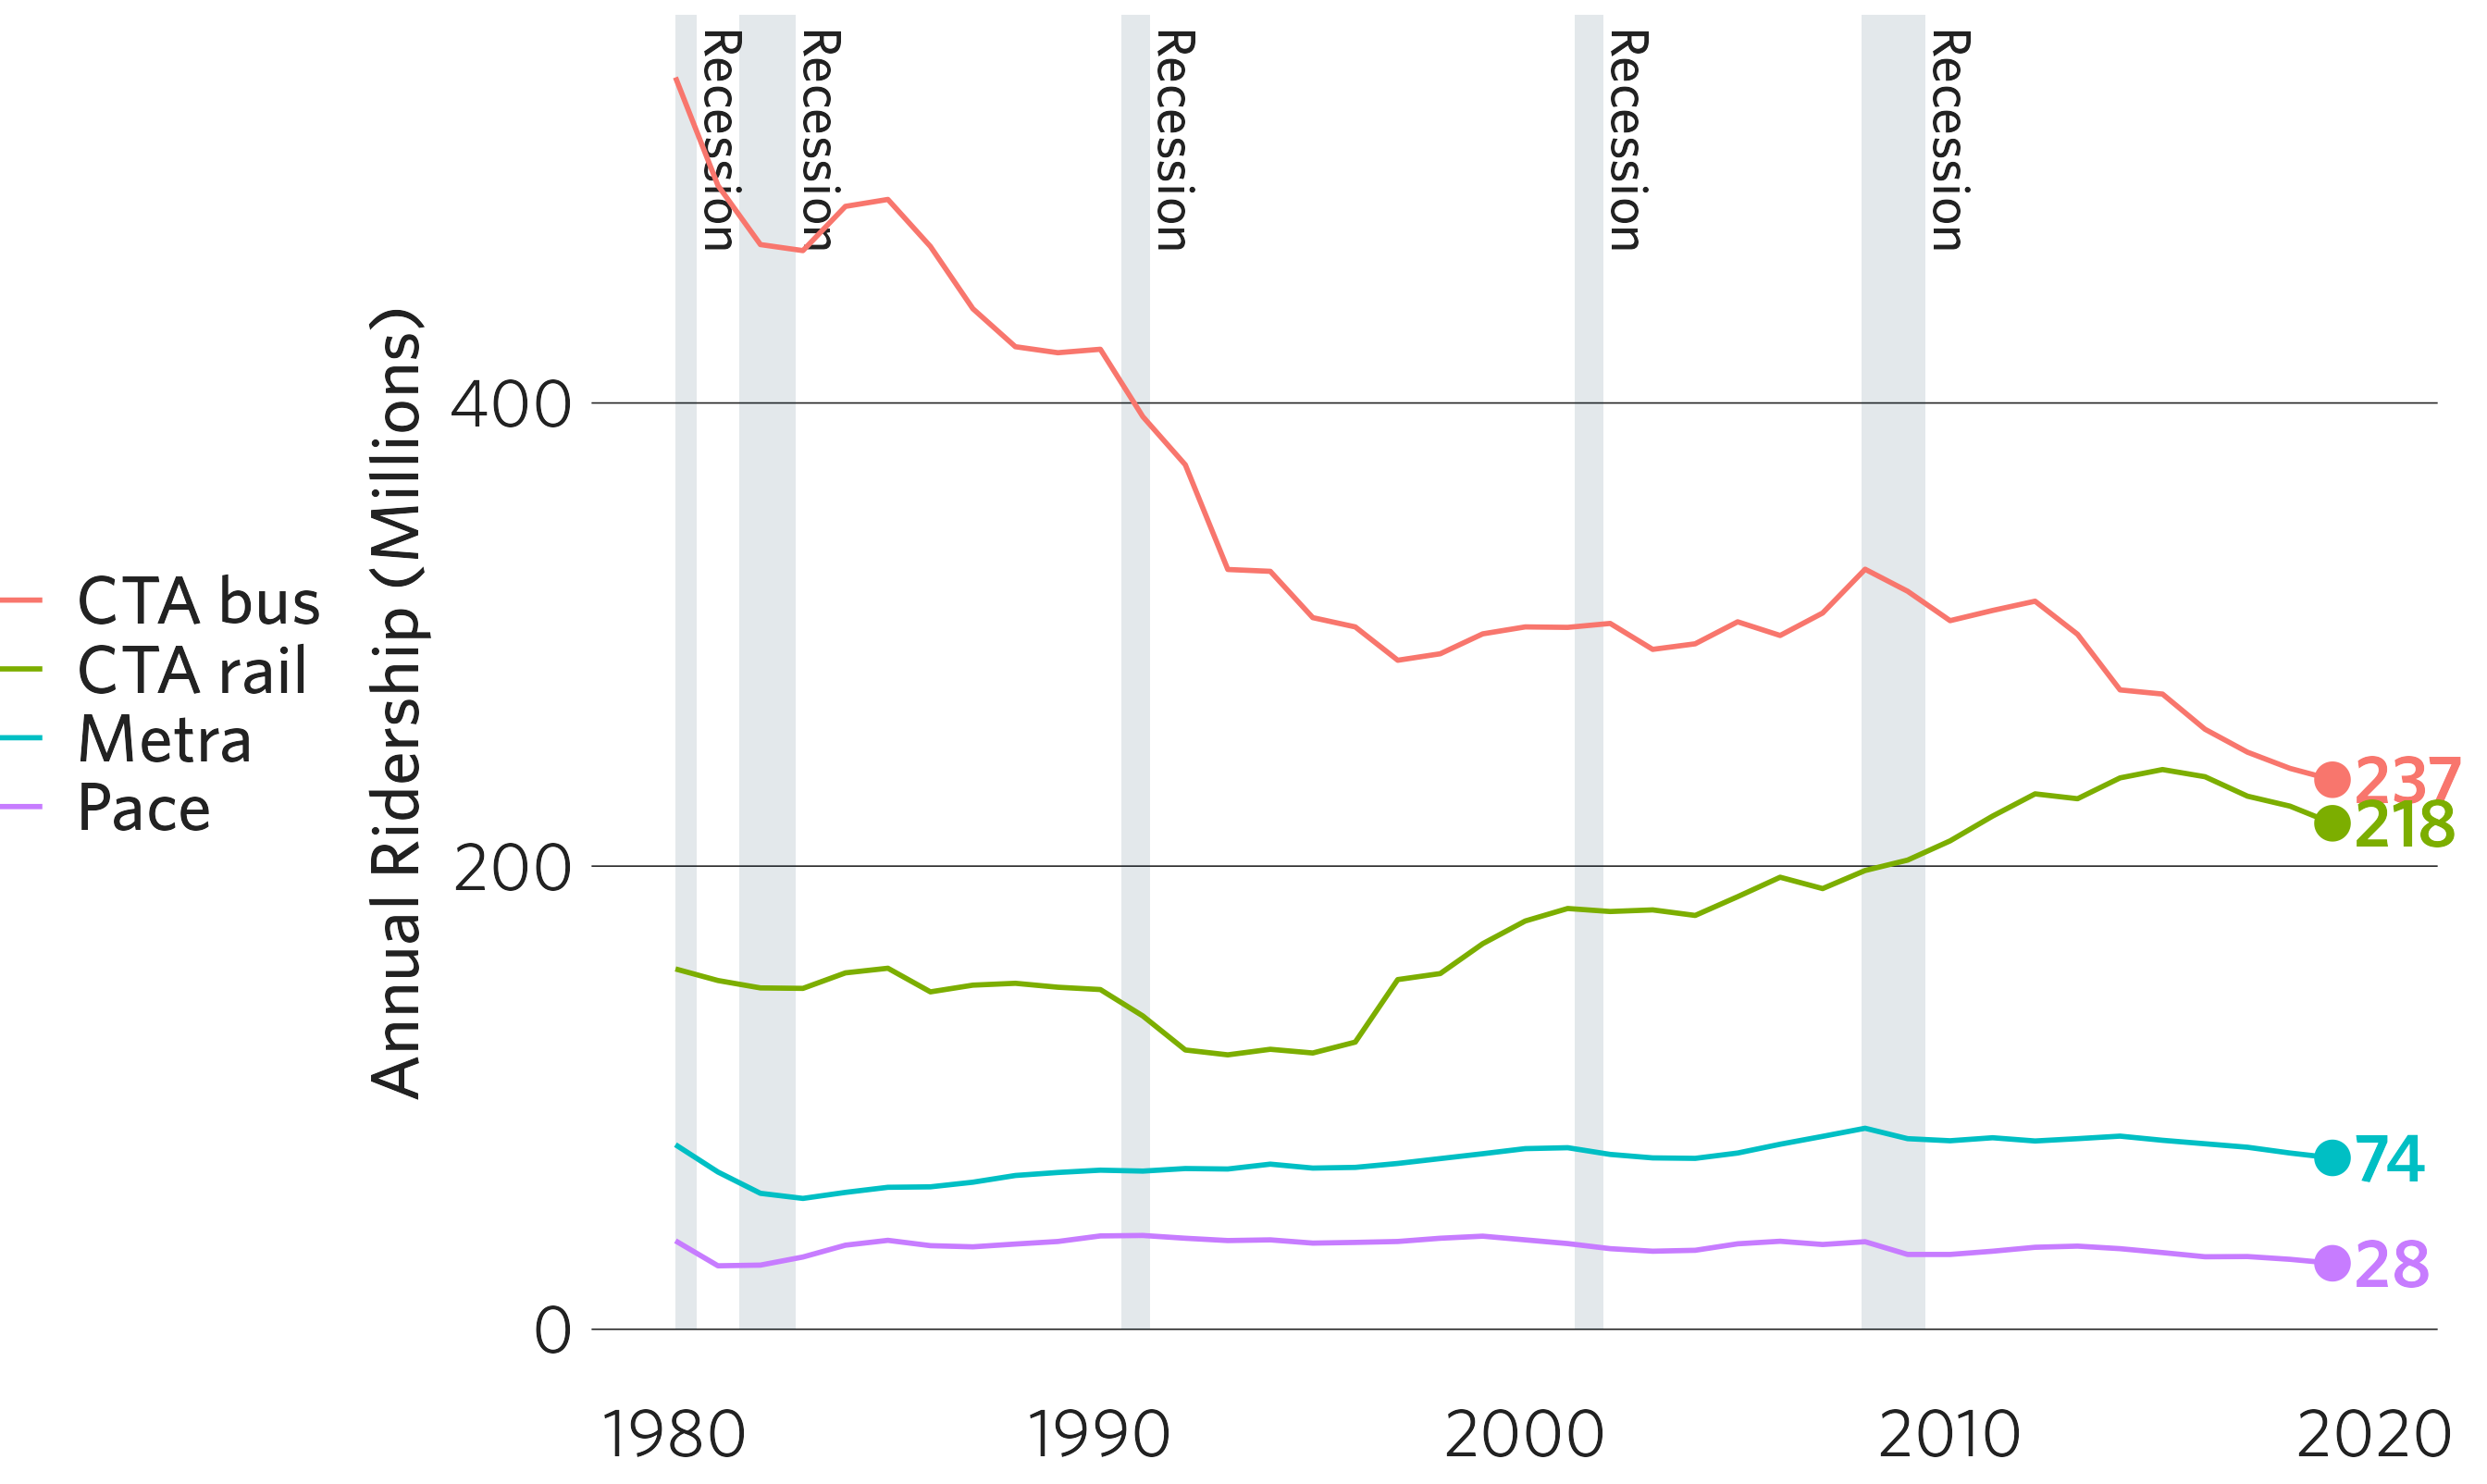 Recession
Recession
Recession
Recession
Recession
Annual Ridership (Millions)
400
200
0
CTA bus
CTA rail
Metra
Pace
237
218
74
28
1980
1990
2000
2010
2020